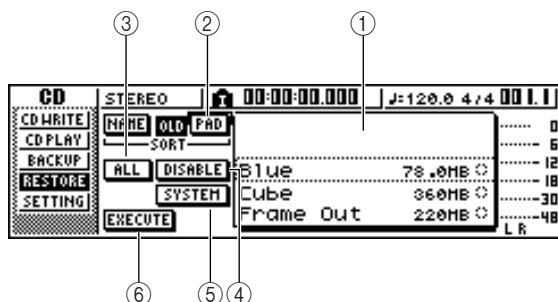 ③ ② ①
CD STEREO 00:00:00.000 ♩=120.0 4/4 001.1
CD WRITE NAME OLD PAD
CD PLAY SORT
BACKUP ALL DISABLE Blue 78.0MB
RESTORE SYSTEM Cube 360MB
SETTING EXECUTE Frame Out 220MB
0
6
12
18
30
48
L R
⑥ ⑤ ④